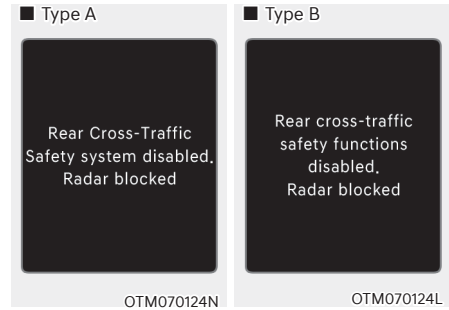 ■ Type A
Rear Cross-Traffic
Safety system disabled.
Radar blocked
OTM070124N
■ Type B
Rear cross-traffic
safety functions
disabled.
Radar blocked
OTM070124L